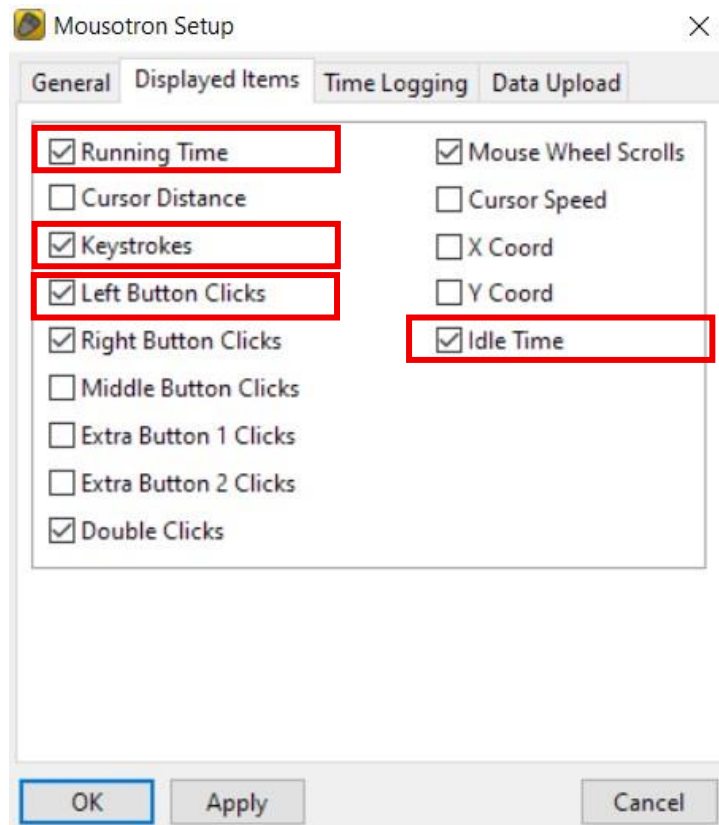 Mousotron Setup
General Displayed Items Time Logging Data Upload
Running Time
Cursor Distance
Keystrokes
Left Button Clicks
Right Button Clicks
Middle Button Clicks
Extra Button 1 Clicks
Extra Button 2 Clicks
Double Clicks
Mouse Wheel Scrolls
Cursor Speed
X Coord
Y Coord
Idle Time
OK Apply Cancel